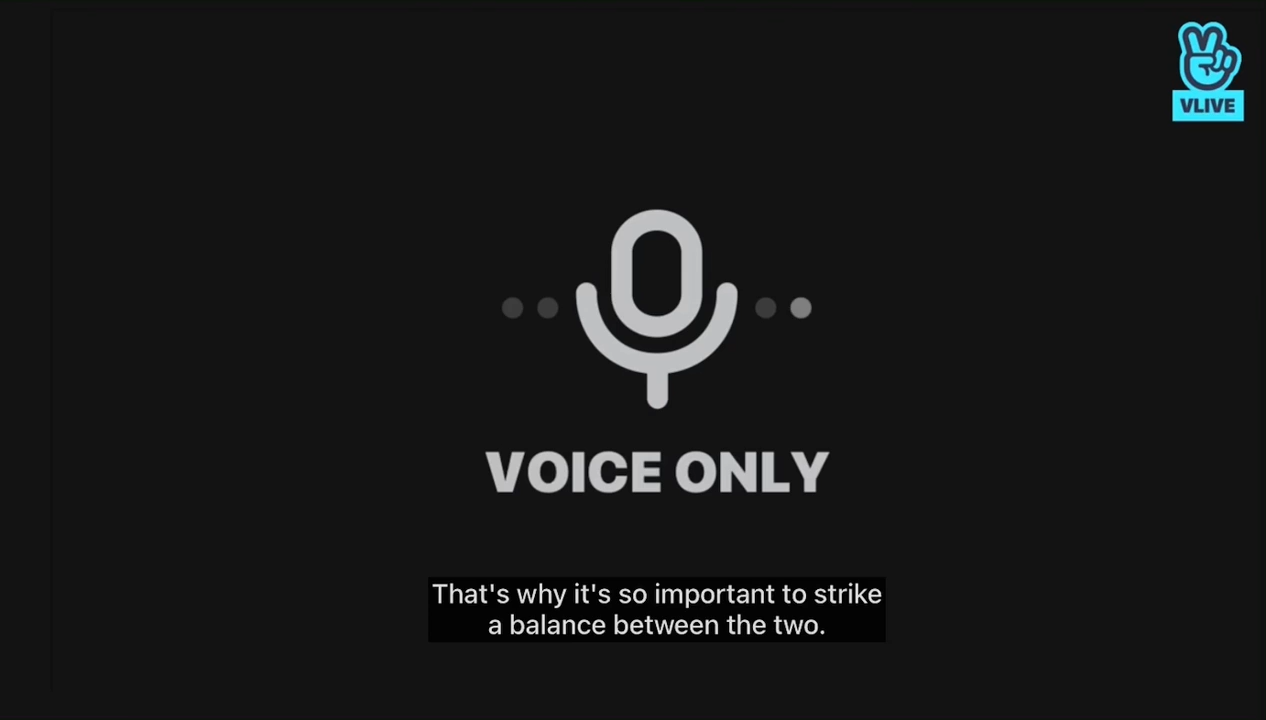 VLIVE
VOICE ONLY
That's why it's so important to strike
a balance between the two.